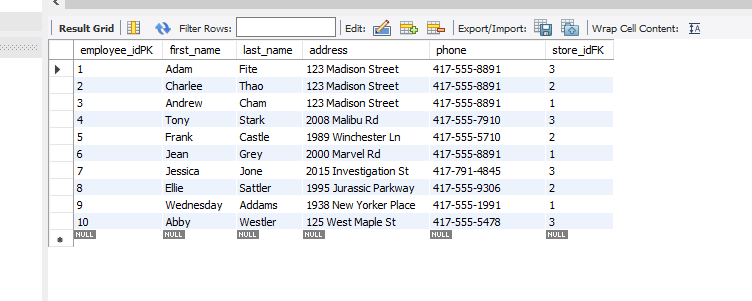 Result Grid Filter Rows: Edit: Export/Import: Wrap Cell Content:
employee_idPK first_name last_name address phone store_idFK
1 Adam Fite 123 Madison Street 417-555-8891 3
2 Charlee Thao 123 Madison Street 417-555-8891 2
3 Andrew Cham 123 Madison Street 417-555-8891 1
4 Tony Stark 2008 Malibu Rd 417-555-7910 3
5 Frank Castle 1989 Winchester Ln 417-555-5710 2
6 Jean Grey 2000 Marvel Rd 417-555-8891 1
7 Jessica Jone 2015 Investigation St 417-791-4845 3
8 Ellie Sattler 1995 Jurassic Parkway 417-555-9306 2
9 Wednesday Addams 1938 New Yorker Place 417-555-1991 1
10 Abby Westler 125 West Maple St 417-555-5478 3
NULL NULL NULL NULL NULL NULL